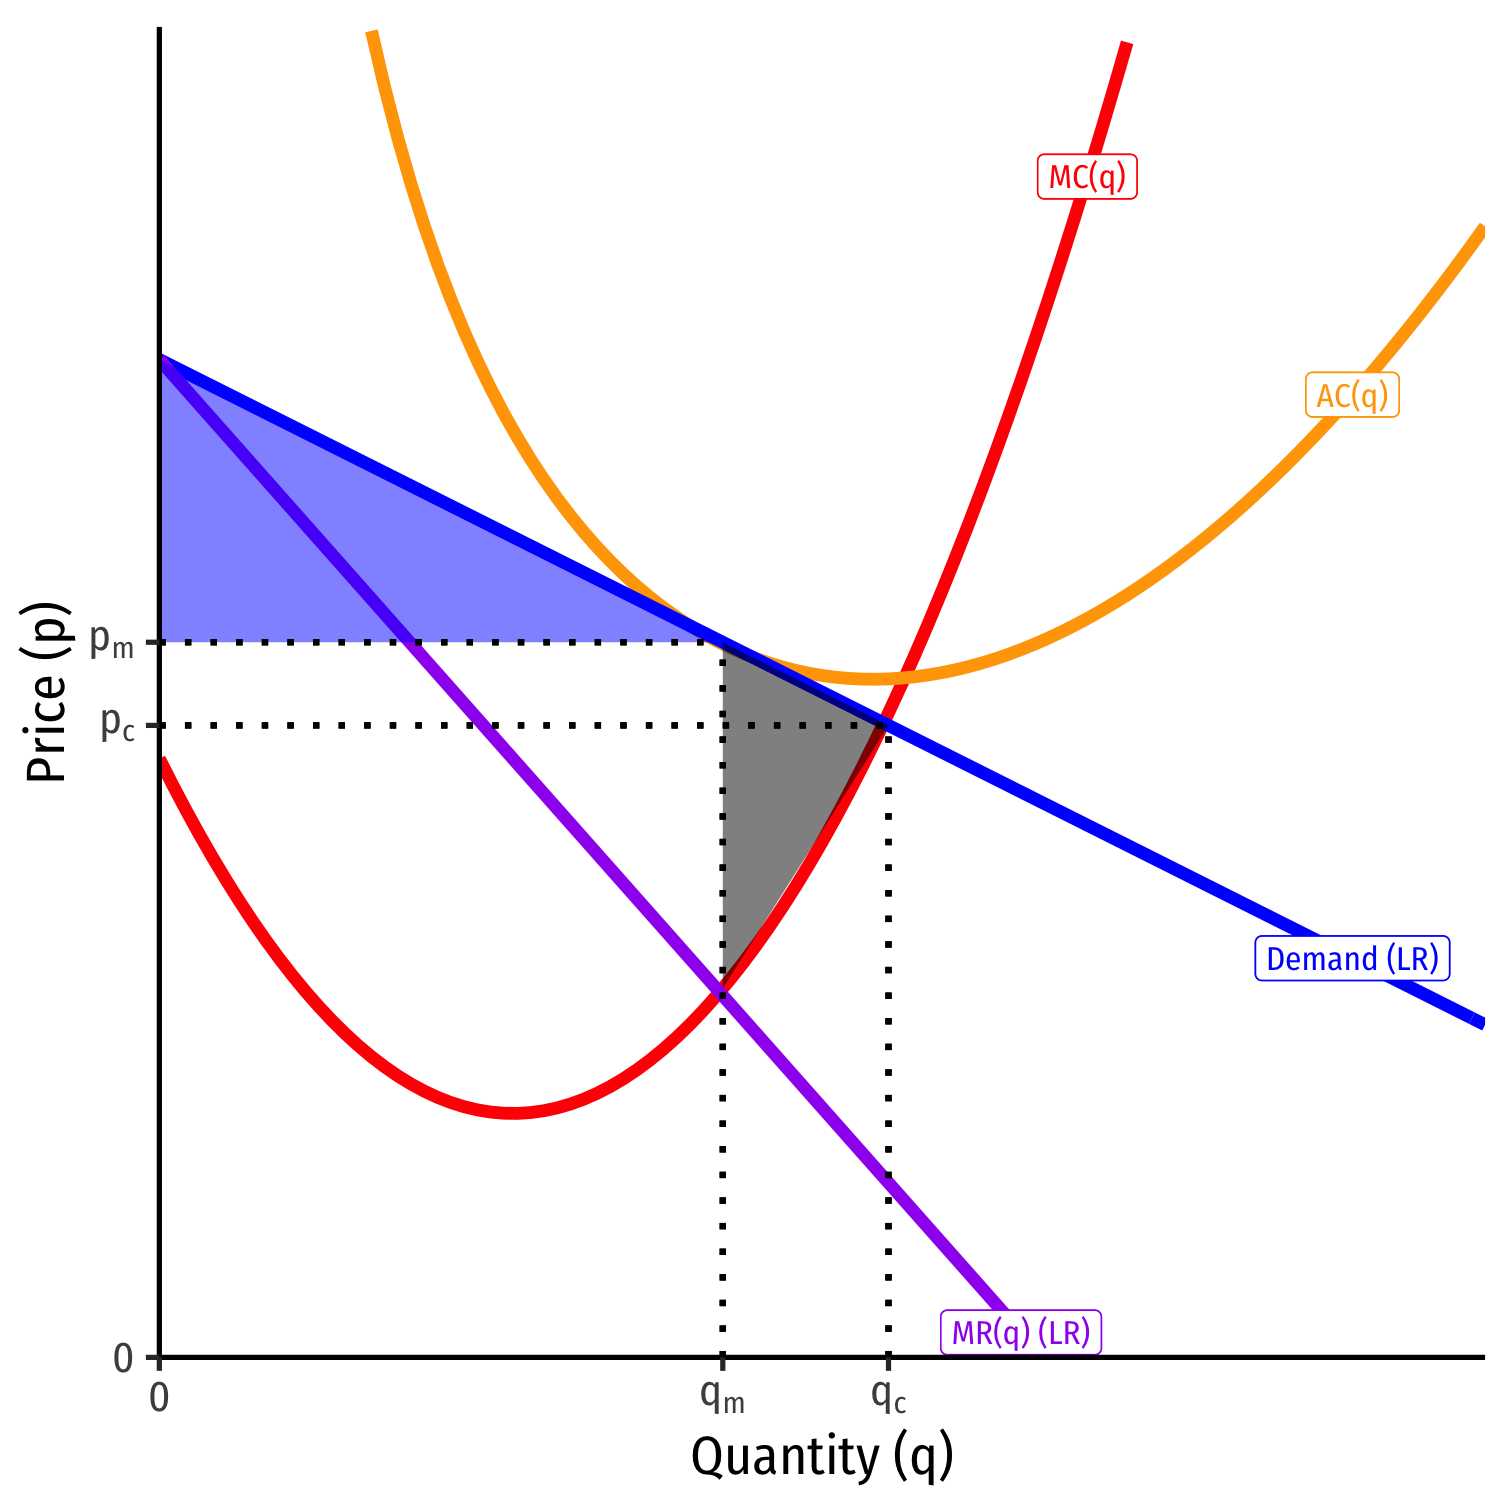 MC(q)
AC(q)
Price (p)
pm
pc
Demand (LR)
MR(q) (LR)
0
0
qm
qc
Quantity (q)